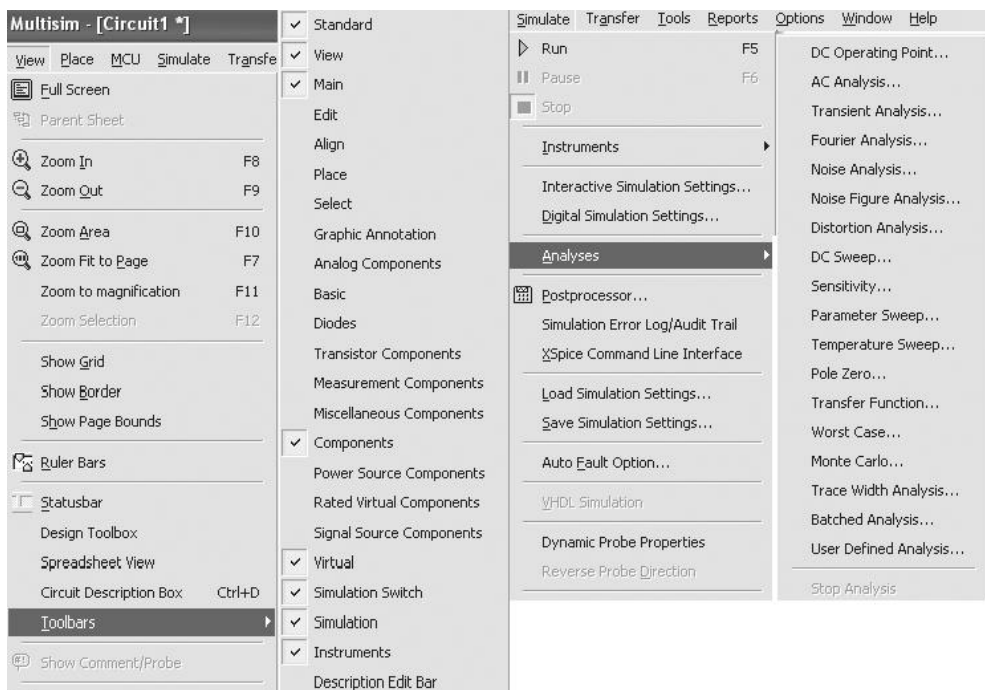 Multisim - [Circuit1 *]
View Place MCU Simulate Transfe
Full Screen
Parent Sheet
Zoom In F8
Zoom Out F9
Zoom Area F10
Zoom Fit to Page F7
Zoom to magnification F11
Zoom Selection F12
Show Grid
Show Border
Show Page Bounds
Ruler Bars
Statusbar
Design Toolbox
Spreadsheet View
Circuit Description Box Ctrl+D
Toolbars
Show Comment/Probe
Standard
View
Main
Edit
Align
Place
Select
Graphic Annotation
Analog Components
Basic
Diodes
Transistor Components
Measurement Components
Miscellaneous Components
Components
Power Source Components
Rated Virtual Components
Signal Source Components
Virtual
Simulation Switch
Simulation
Instruments
Description Edit Bar
Simulate Transfer Tools Reports Options Window Help
Run F5
Pause F6
Stop
Instruments
Interactive Simulation Settings...
Digital Simulation Settings...
Analyses
Postprocessor...
Simulation Error Log/Audit Trail
XSpice Command Line Interface
Load Simulation Settings...
Save Simulation Settings...
Auto Fault Option...
VHDL Simulation
Dynamic Probe Properties
Reverse Probe Direction
DC Operating Point...
AC Analysis...
Transient Analysis...
Fourier Analysis...
Noise Analysis...
Noise Figure Analysis...
Distortion Analysis...
DC Sweep...
Sensitivity...
Parameter Sweep...
Temperature Sweep...
Pole Zero...
Transfer Function...
Worst Case...
Monte Carlo...
Trace Width Analysis...
Batched Analysis...
User Defined Analysis...
Stop Analysis